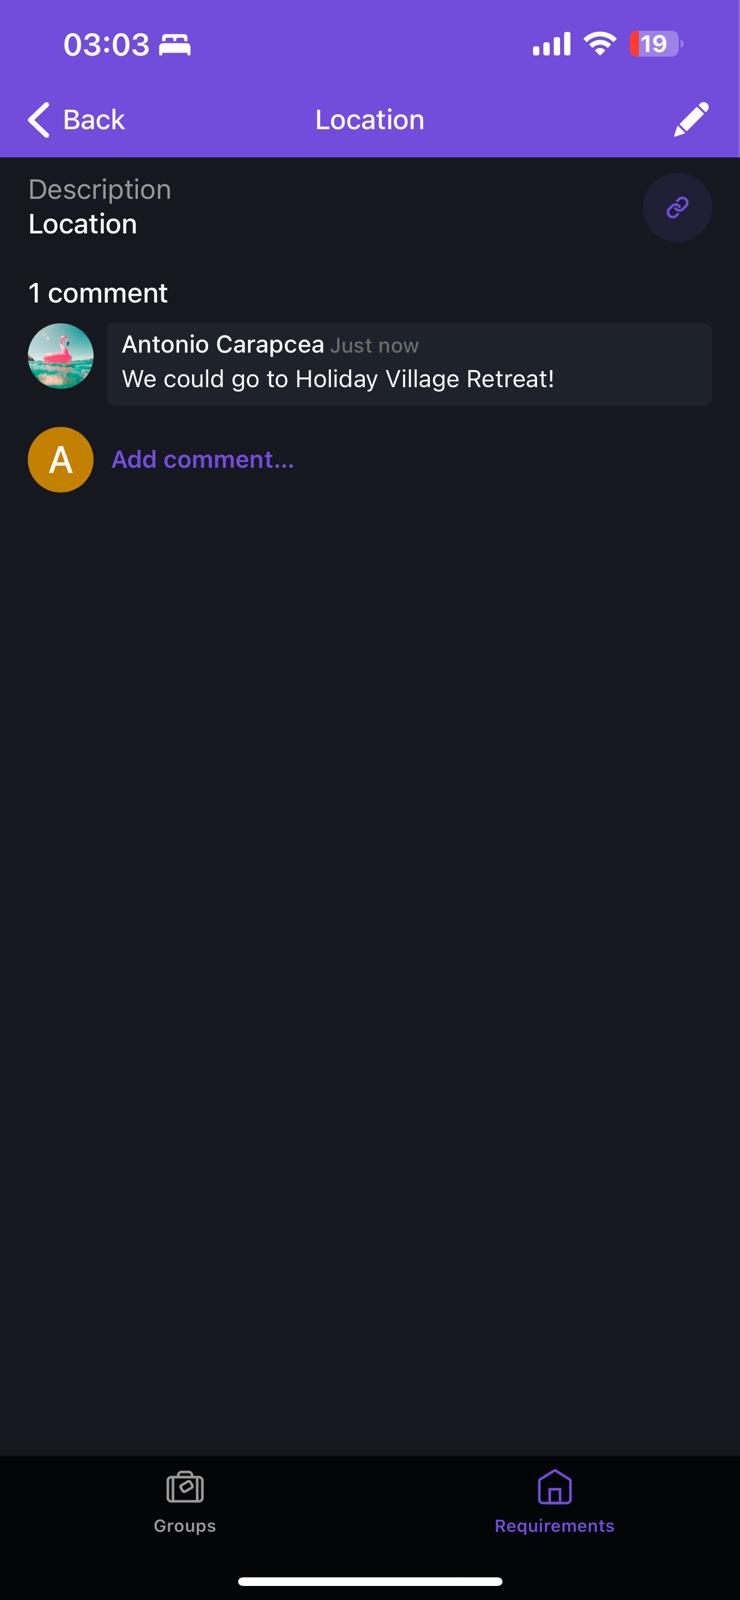 03:03
19
Back
Location
Description
Location
1 comment
Antonio Carapcea Just now
We could go to Holiday Village Retreat!
A
Add comment...
Groups
Requirements